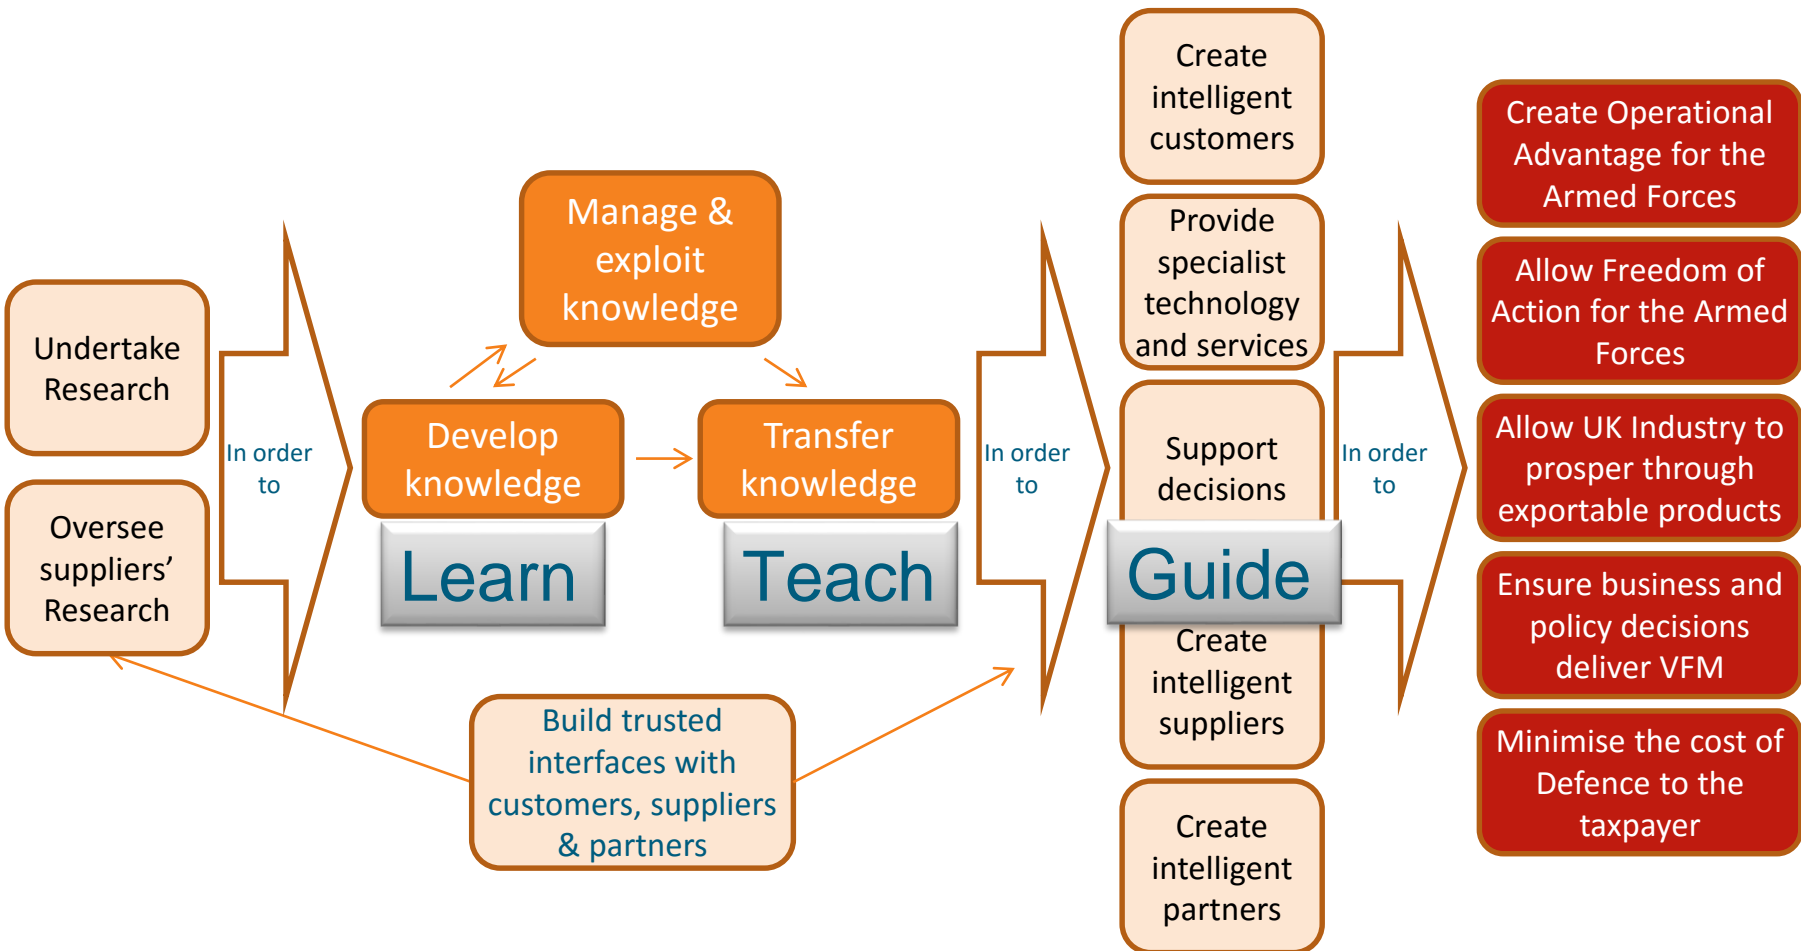 Undertake
Research
Oversee
suppliers’
Research
In order
to
Manage &
exploit
knowledge
Develop
knowledge
Transfer
knowledge
Learn
Teach
Build trusted
interfaces with
customers, suppliers
& partners
In order
to
Create
intelligent
customers
Provide
specialist
technology
and services
Support
decisions
Guide
Create
intelligent
suppliers
Create
intelligent
partners
In order
to
Create Operational
Advantage for the
Armed Forces
Allow Freedom of
Action for the Armed
Forces
Allow UK Industry to
prosper through
exportable products
Ensure business and
policy decisions
deliver VFM
Minimise the cost of
Defence to the
taxpayer